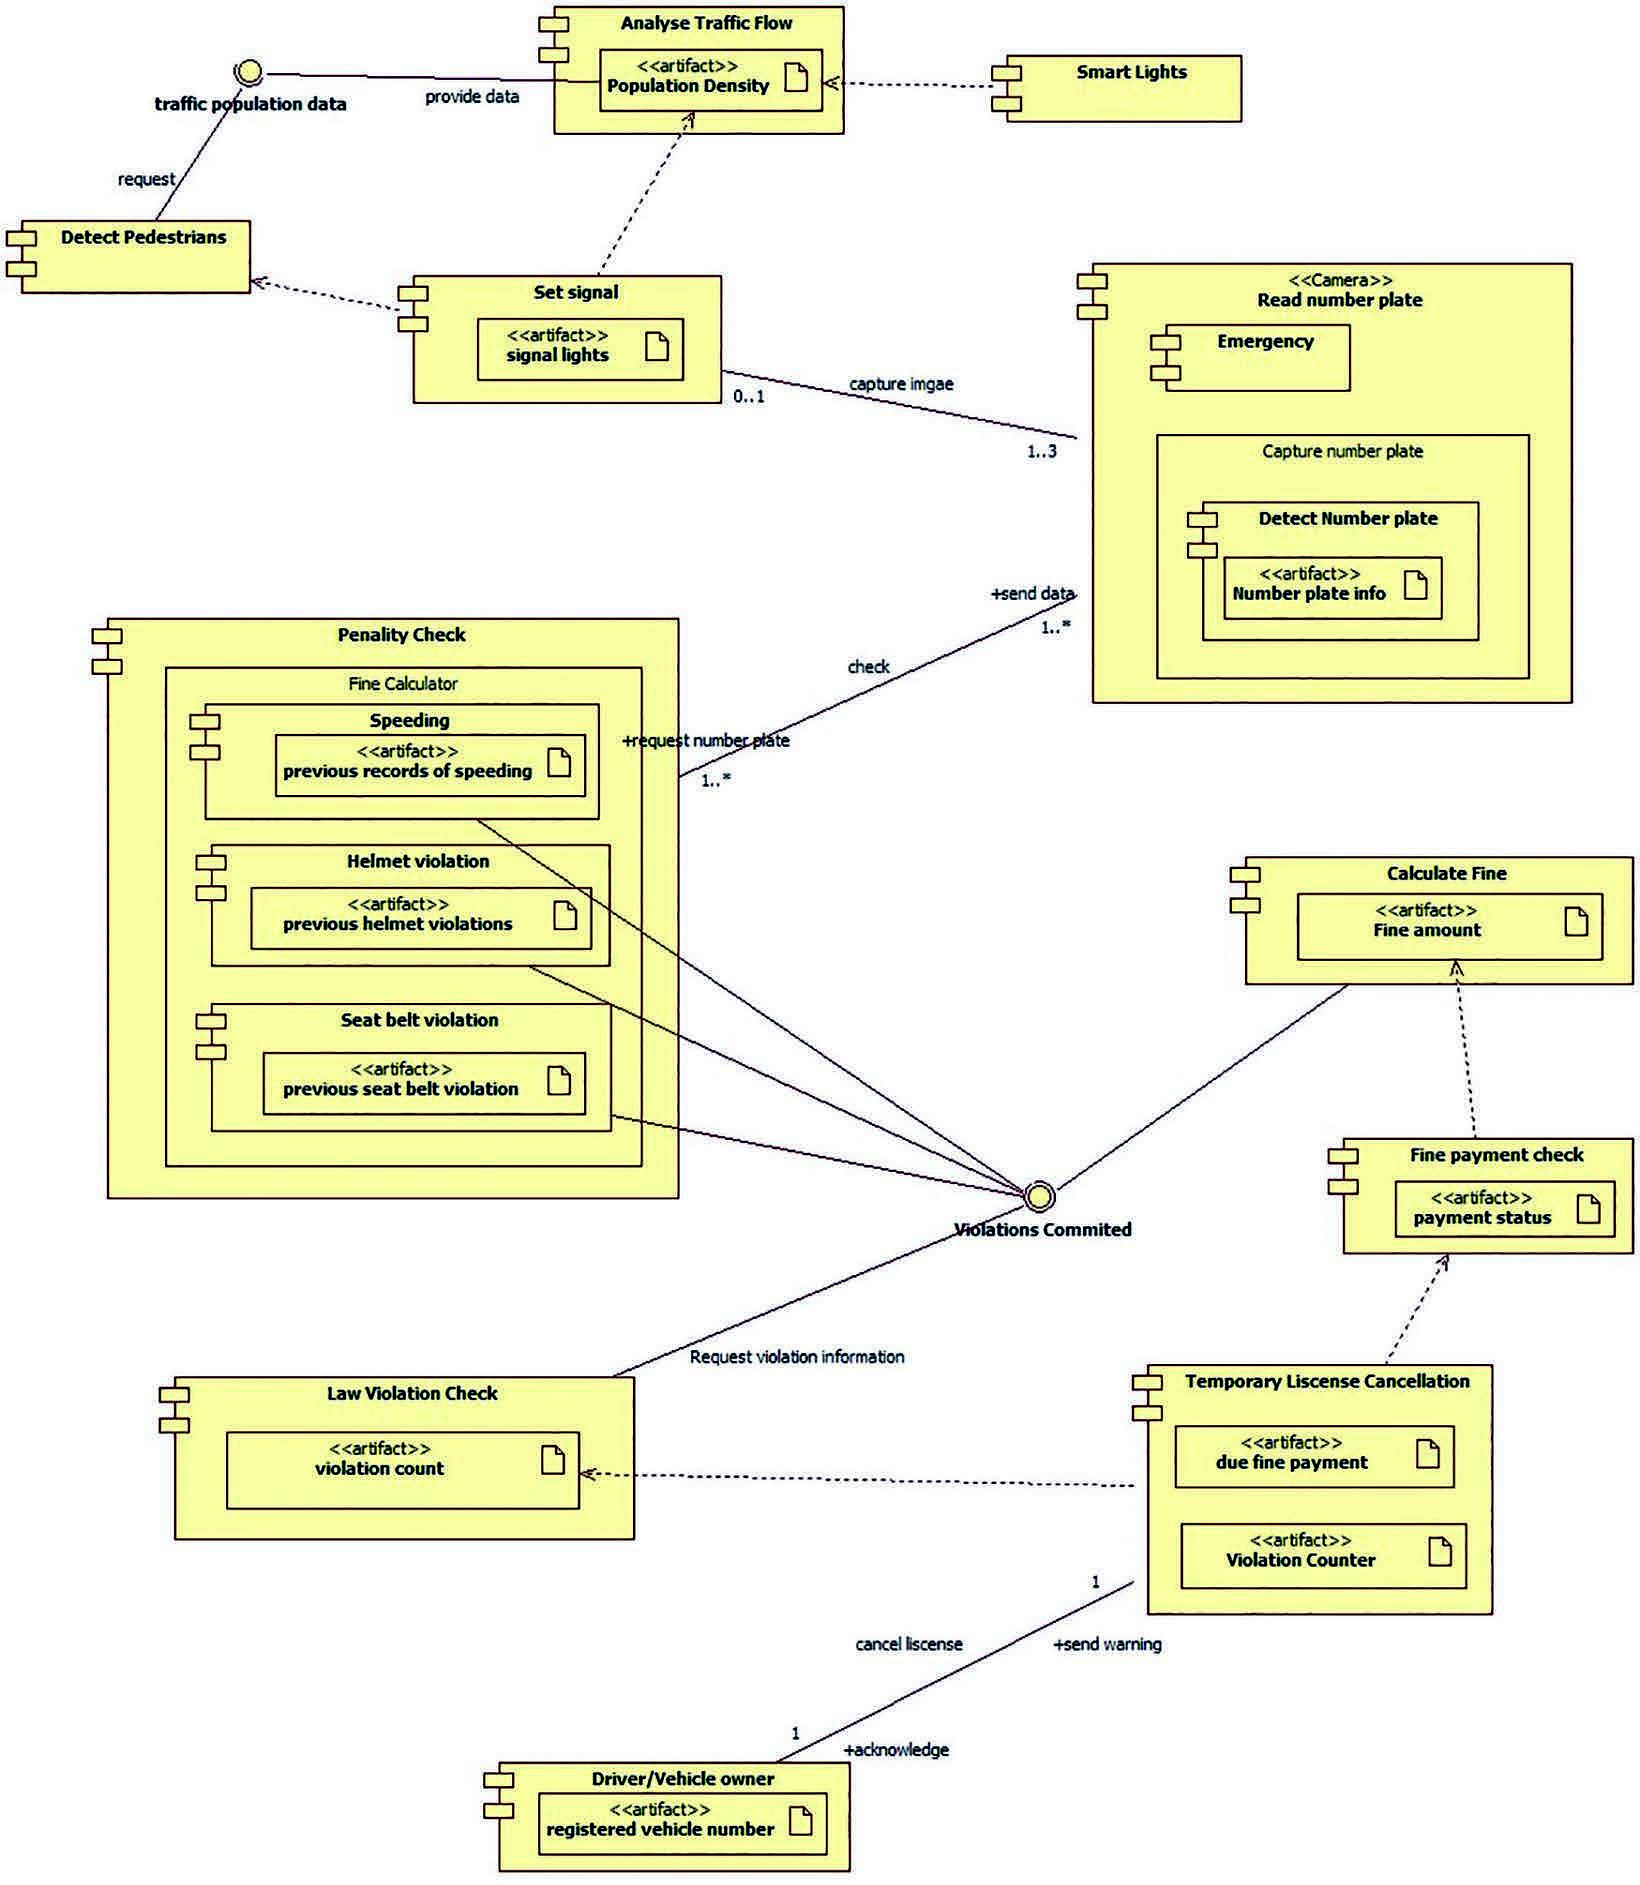 Analyse Traffic Flow
<<artifact>>
Population Density
Smart Lights
traffic population data
provide data
request
Detect Pedestrians
Set signal
<<artifact>>
signal lights
<<Camera>>
Read number plate
Emergency
capture imgae
0..1
1..3
Capture number plate
Detect Number plate
<<artifact>>
Number plate info
+send data
1..*
check
+request number plate
1..*
Penality Check
Fine Calculator
Speeding
<<artifact>>
previous records of speeding
Helmet violation
<<artifact>>
previous helmet violations
Seat belt violation
<<artifact>>
previous seat belt violation
Calculate Fine
<<artifact>>
Fine amount
Fine payment check
<<artifact>>
payment status
Violations Commited
Request violation information
Law Violation Check
<<artifact>>
violation count
Temporary Liscense Cancellation
<<artifact>>
due fine payment
<<artifact>>
Violation Counter
1
cancel liscense
+send warning
1
+acknowledge
Driver/Vehicle owner
<<artifact>>
registered vehicle number